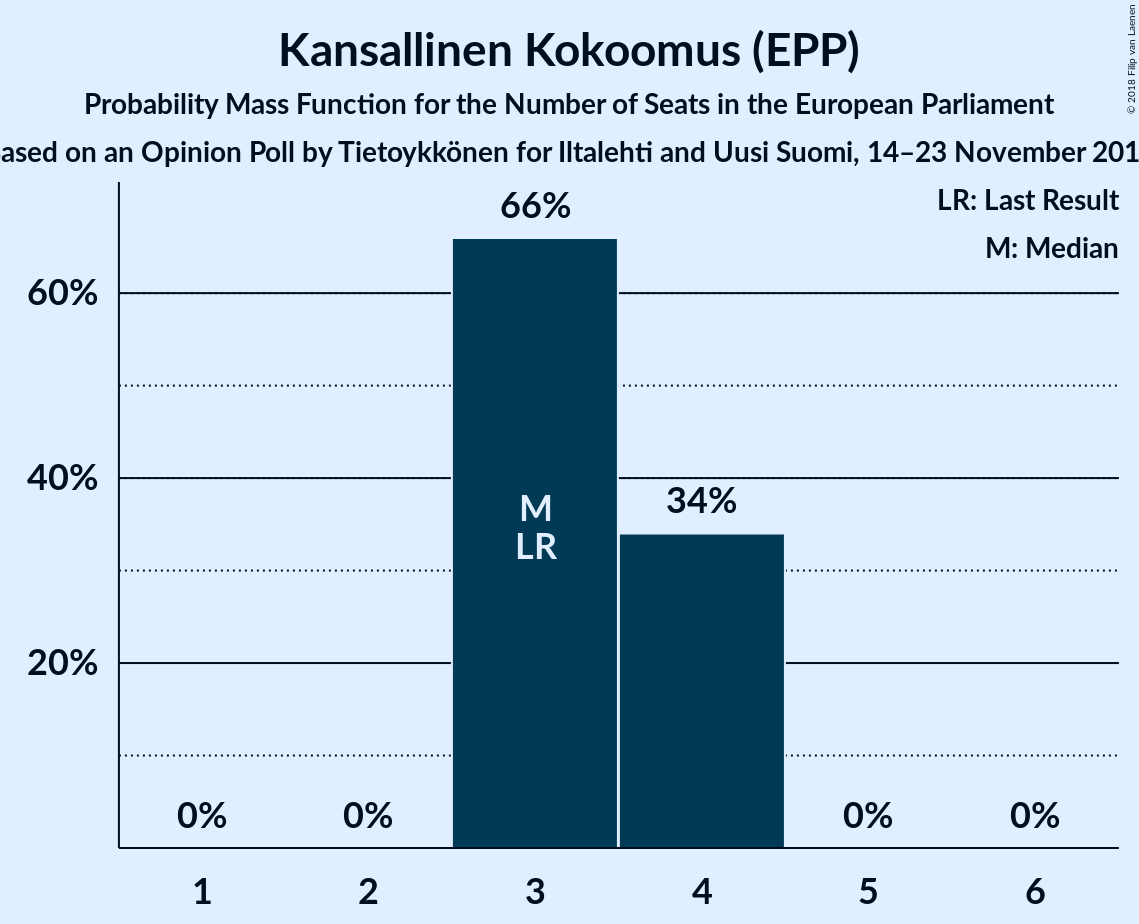 Kansallinen Kokoomus (EPP)
Probability Mass Function for the Number of Seats in the European Parliament
ased on an Opinion Poll by Tietoykkönen for Iltalehti and Uusi Suomi, 14–23 November 201
© 2018 Filip van Laenen
LR: Last Result
M: Median
66%
60%
40%
34%
M
LR
20%
0%
0%
0%
0%
1
2
3
4
5
6